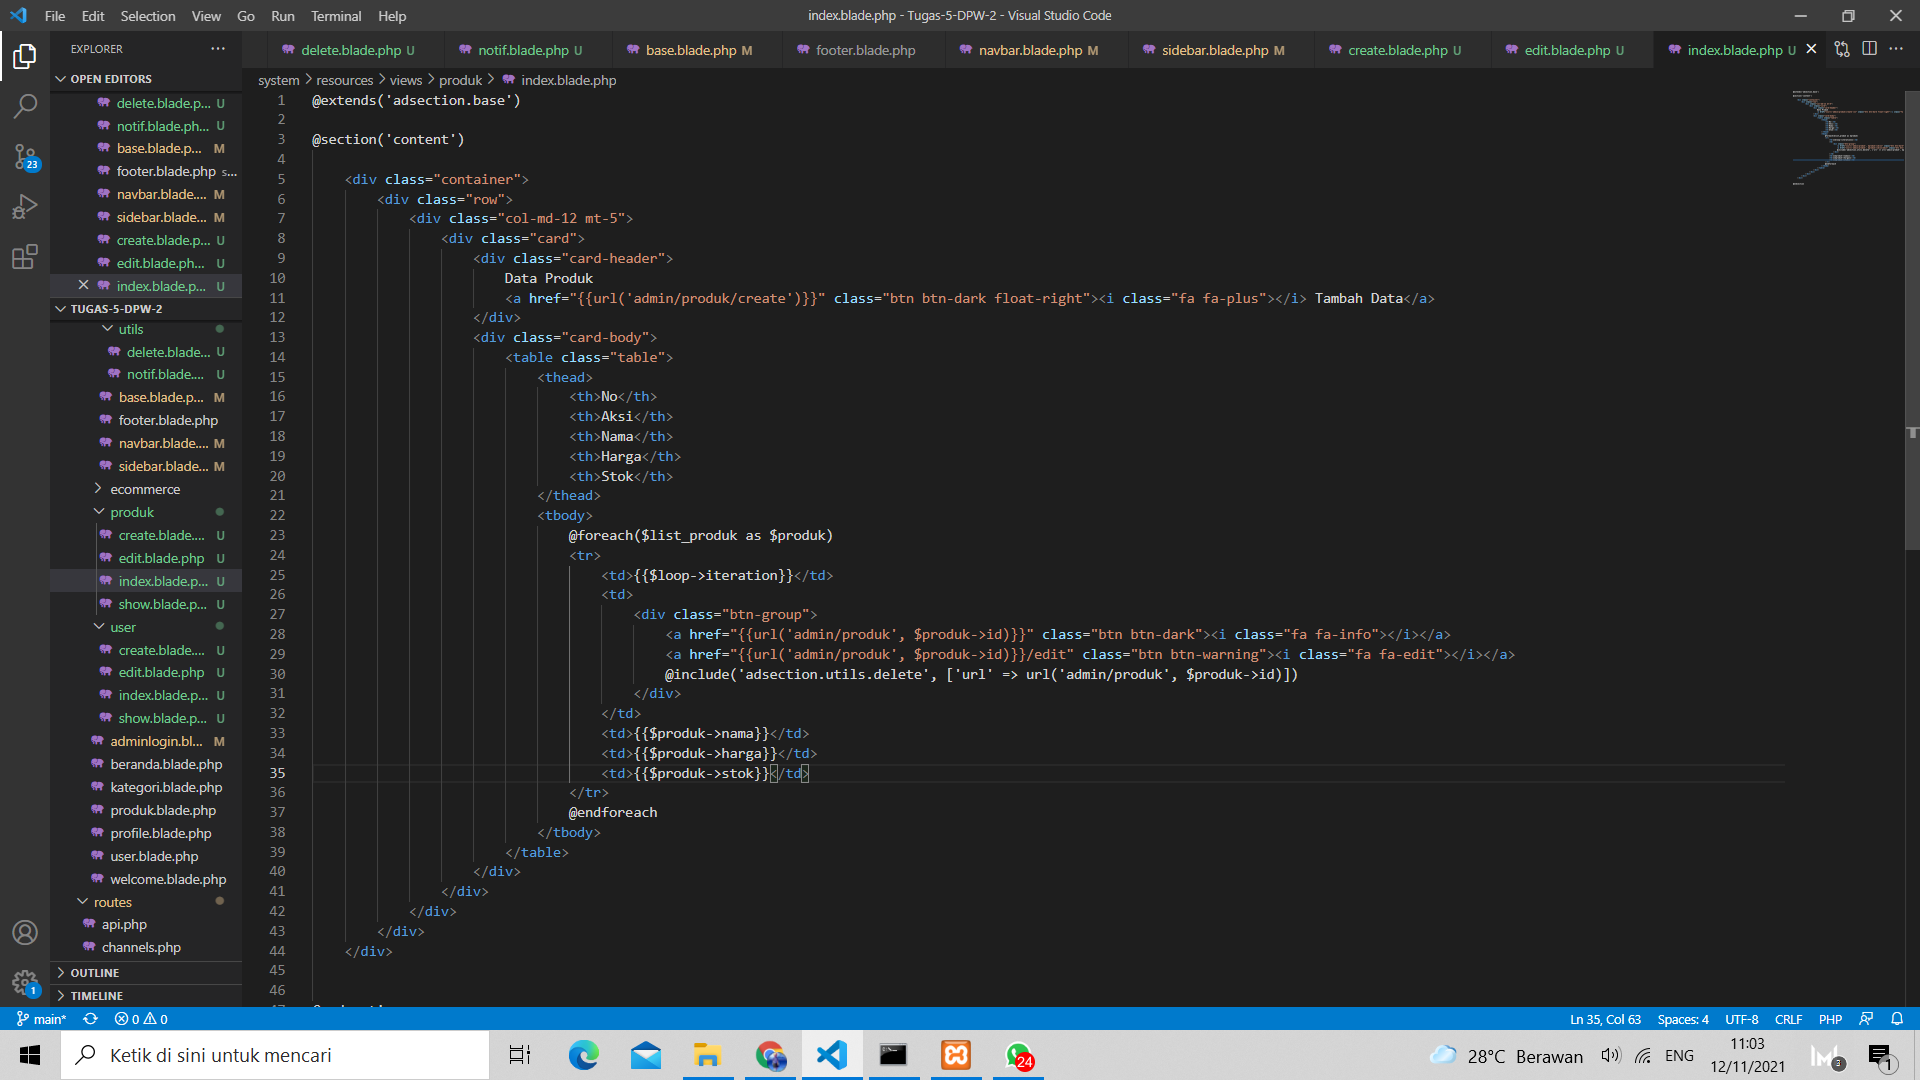 File Edit Selection View Go Run Terminal Help
index.blade.php - Tugas-5-DPW-2 - Visual Studio Code
EXPLORER
delete.blade.php U notif.blade.php U base.blade.php M footer.blade.php navbar.blade.php M sidebar.blade.php M create.blade.php U edit.blade.php U index.blade.php U
system > resources > views > produk > index.blade.php
OPEN EDITORS
delete.blade.p... U
notif.blade.ph... U
base.blade.p... M
footer.blade.php s...
navbar.blade.... M
sidebar.blade... M
create.blade.p... U
edit.blade.ph... U
index.blade.p... U
TUGAS-5-DPW-2
utils
delete.blade... U
notif.blade.... U
base.blade.p... M
footer.blade.php
navbar.blade.... M
sidebar.blade... M
ecommerce
produk
create.blade.... U
edit.blade.php U
index.blade.p... U
show.blade.p... U
user
create.blade.... U
edit.blade.php U
index.blade.php U
show.blade.p... U
adminlogin.bl... M
beranda.blade.php
kategori.blade.php
produk.blade.php
profile.blade.php
user.blade.php
welcome.blade.php
routes
api.php
channels.php
OUTLINE
TIMELINE
23
1
1 @extends('adsection.base')
2
3 @section('content')
4
5 <div class="container">
6 <div class="row">
7 <div class="col-md-12 mt-5">
8 <div class="card">
9 <div class="card-header">
10 Data Produk
11 <a href="{{url('admin/produk/create')}}" class="btn btn-dark float-right"><i class="fa fa-plus"></i> Tambah Data</a>
12 </div>
13 <div class="card-body">
14 <table class="table">
15 <thead>
16 <th>No</th>
17 <th>Aksi</th>
18 <th>Nama</th>
19 <th>Harga</th>
20 <th>Stok</th>
21 </thead>
22 <tbody>
23 @foreach($list_produk as $produk)
24 <tr>
25 <td>{{$loop->iteration}}</td>
26 <td>
27 <div class="btn-group">
28 <a href="{{url('admin/produk', $produk->id)}}" class="btn btn-dark"><i class="fa fa-info"></i></a>
29 <a href="{{url('admin/produk', $produk->id)}}/edit" class="btn btn-warning"><i class="fa fa-edit"></i></a>
30 @include('adsection.utils.delete', ['url' => url('admin/produk', $produk->id)])
31 </div>
32 </td>
33 <td>{{$produk->nama}}</td>
34 <td>{{$produk->harga}}</td>
35 <td>{{$produk->stok}}</td>
36 </tr>
37 @endforeach
38 </tbody>
39 </table>
40 </div>
41 </div>
42 </div>
43 </div>
44 </div>
45
46
main* 0 0
Ln 35, Col 63 Spaces: 4 UTF-8 CRLF PHP
Ketik di sini untuk mencari
24
28°C Berawan
ENG
11:03
12/11/2021
3
1